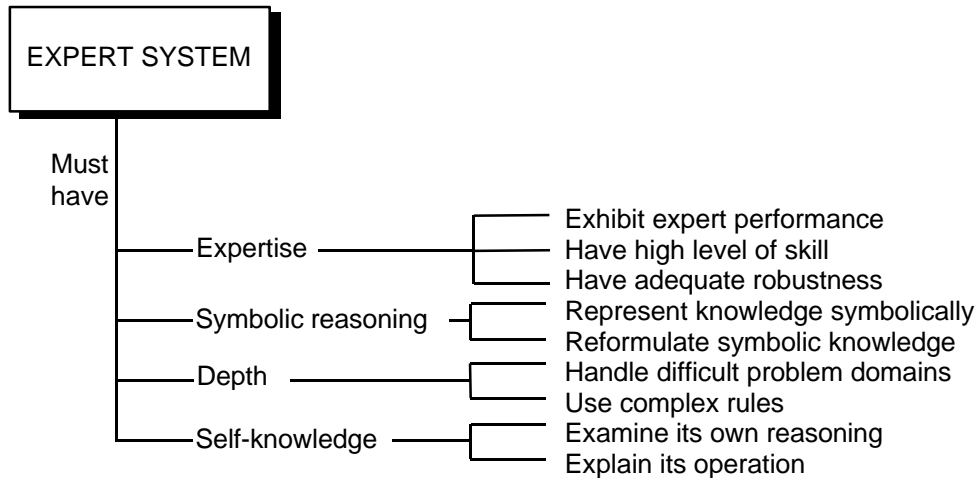 EXPERT SYSTEM
Must
have
Expertise
Exhibit expert performance
Have high level of skill
Have adequate robustness
Symbolic reasoning
Represent knowledge symbolically
Reformulate symbolic knowledge
Depth
Handle difficult problem domains
Use complex rules
Self-knowledge
Examine its own reasoning
Explain its operation